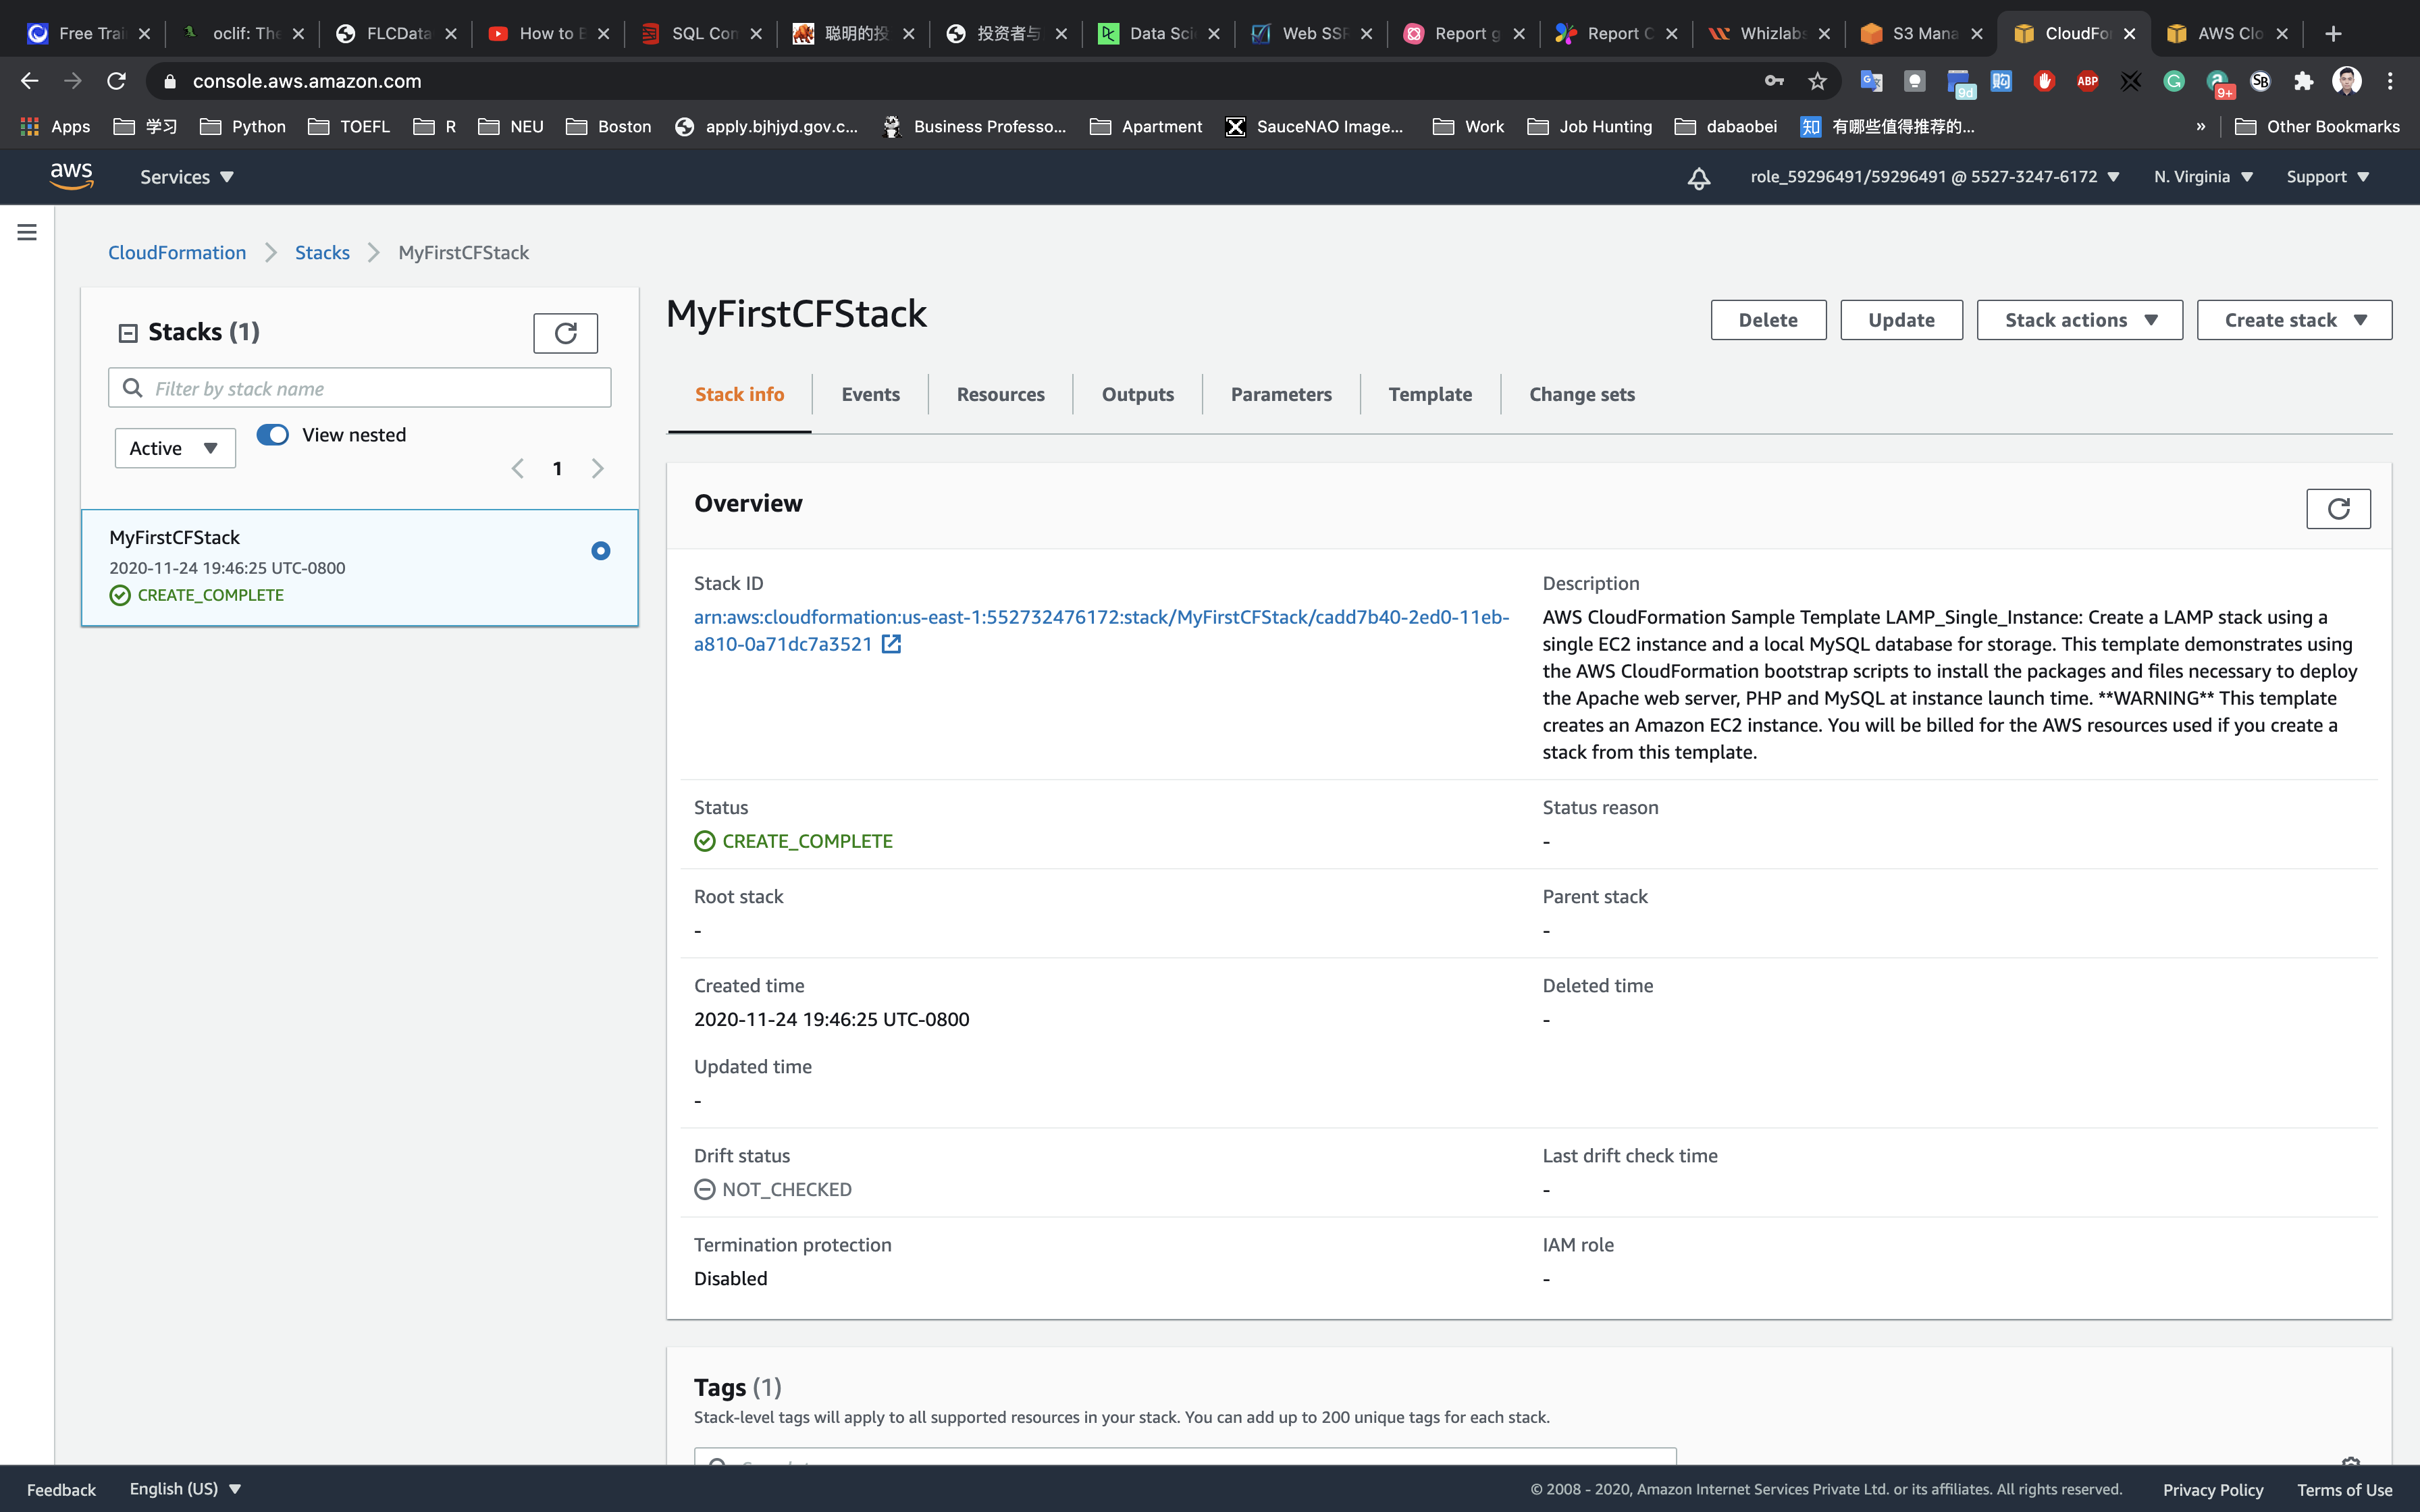 Free Trai
oclif: The
FLCData
How to E
SQL Con
聪明的投
投资者与
Data Sci
Web SSR
Report g
Report C
Whizlabs
S3 Mana
CloudFo
AWS Clo
console.aws.amazon.com
9d
购
ABP
9+
SB
Apps
学习
Python
TOEFL
R
NEU
Boston
apply.bjhjyd.gov.c...
Business Professo...
Apartment
SauceNAO Image...
Work
Job Hunting
dabaobei
知 有哪些值得推荐的...
»
Other Bookmarks
aws
Services
role_59296491/59296491 @ 5527-3247-6172
N. Virginia
Support
CloudFormation
Stacks
MyFirstCFStack
Stacks (1)
Filter by stack name
Active
View nested
1
MyFirstCFStack
2020-11-24 19:46:25 UTC-0800
CREATE_COMPLETE
MyFirstCFStack
Delete
Update
Stack actions
Create stack
Stack info
Events
Resources
Outputs
Parameters
Template
Change sets
Overview
Stack ID
arn:aws:cloudformation:us-east-1:552732476172:stack/MyFirstCFStack/cadd7b40-2ed0-11eb-
a810-0a71dc7a3521
Description
AWS CloudFormation Sample Template LAMP_Single_Instance: Create a LAMP stack using a
single EC2 instance and a local MySQL database for storage. This template demonstrates using
the AWS CloudFormation bootstrap scripts to install the packages and files necessary to deploy
the Apache web server, PHP and MySQL at instance launch time. **WARNING** This template
creates an Amazon EC2 instance. You will be billed for the AWS resources used if you create a
stack from this template.
Status
CREATE_COMPLETE
Status reason
-
Root stack
-
Parent stack
-
Created time
2020-11-24 19:46:25 UTC-0800
Deleted time
-
Updated time
-
Drift status
NOT_CHECKED
Last drift check time
-
Termination protection
Disabled
IAM role
-
Tags (1)
Stack-level tags will apply to all supported resources in your stack. You can add up to 200 unique tags for each stack.
Feedback
English (US)
© 2008 - 2020, Amazon Internet Services Private Ltd. or its affiliates. All rights reserved.
Privacy Policy
Terms of Use